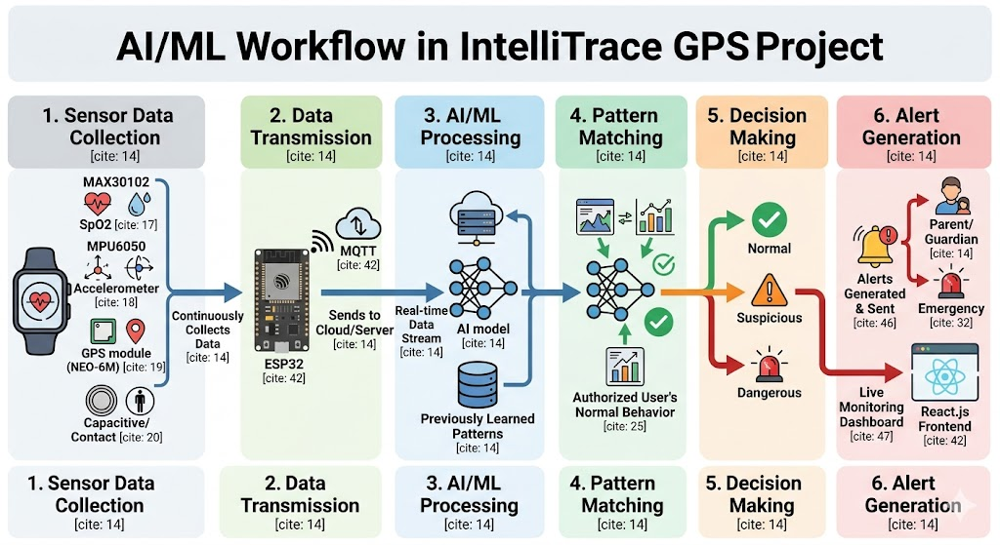 AI/ML Workflow in IntelliTrace GPS Project
1. Sensor Data
Collection
[cite: 14]
MAX30102
SpO2 [cite: 17]
MPU6050
Accelerometer
[cite: 18]
GPS module
(NEO-6M) [cite: 19]
Capacitive/
Contact [cite: 20]
Continuously
Collects
Data
[cite: 14]
2. Data
Transmission
[cite: 14]
MQTT
[cite: 42]
ESP32
[cite: 42]
Sends to
Cloud/Server
[cite: 14]
3. AI/ML
Processing
[cite: 14]
Real-time
Data
Stream
[cite: 14]
AI model
[cite: 14]
Previously Learned
Patterns
[cite: 14]
4. Pattern
Matching
[cite: 14]
Authorized User's
Normal Behavior
[cite: 25]
5. Decision
Making
[cite: 14]
Normal
Suspicious
Dangerous
6. Alert
Generation
[cite: 14]
Alerts
Generated
& Sent
[cite: 46]
Parent/
Guardian
[cite: 14]
Emergency
[cite: 32]
Live
Monitoring
Dashboard
[cite: 47]
React.js
Frontend
[cite: 42]
1. Sensor Data
Collection
[cite: 14]
2. Data
Transmission
[cite: 14]
3. AI/ML
Processing
[cite: 14]
4. Pattern
Matching
[cite: 14]
5. Decision
Making
[cite: 14]
6. Alert
Generation
[cite: 14]